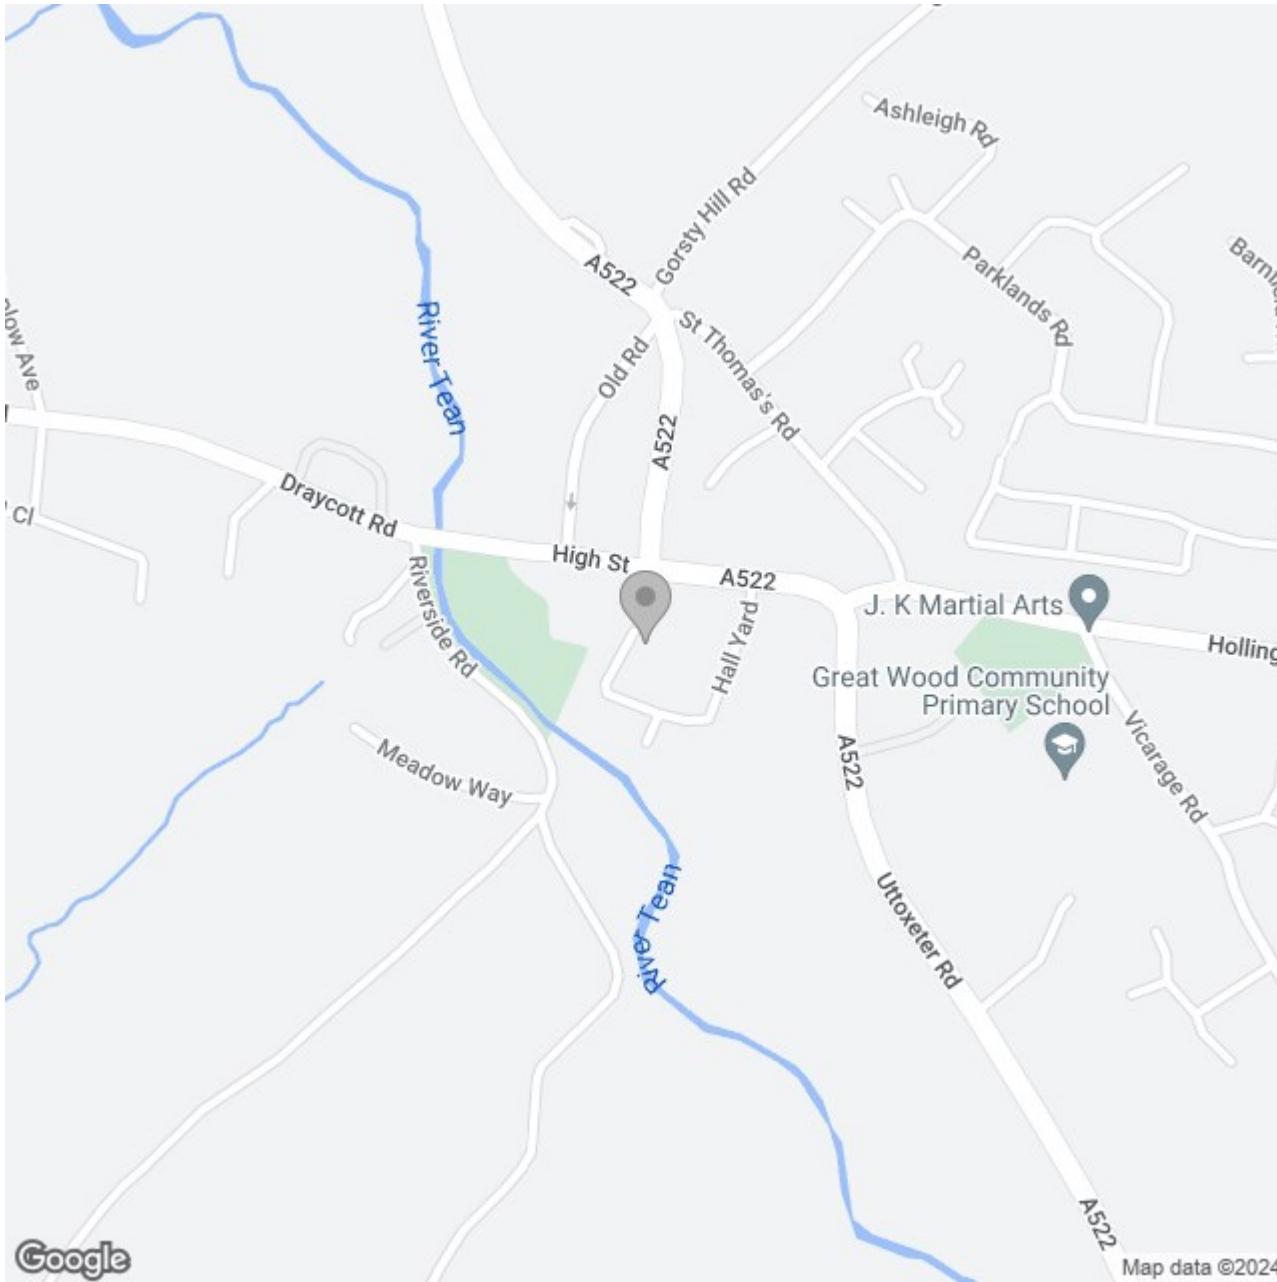 Ashleigh Rd
Gorsty Hill Rd
A522
Parklands Rd
River Tean
St Thomas's Rd
Old Rd
A522
Draycott Rd
High St
A522
Cl
Riverside Rd
Hall Yard
J. K Martial Arts
Holling
Great Wood Community
Primary School
Vicarage Rd
Meadow Way
A522
Uttoxeter Rd
River Tean
A522
Google
Map data ©2024